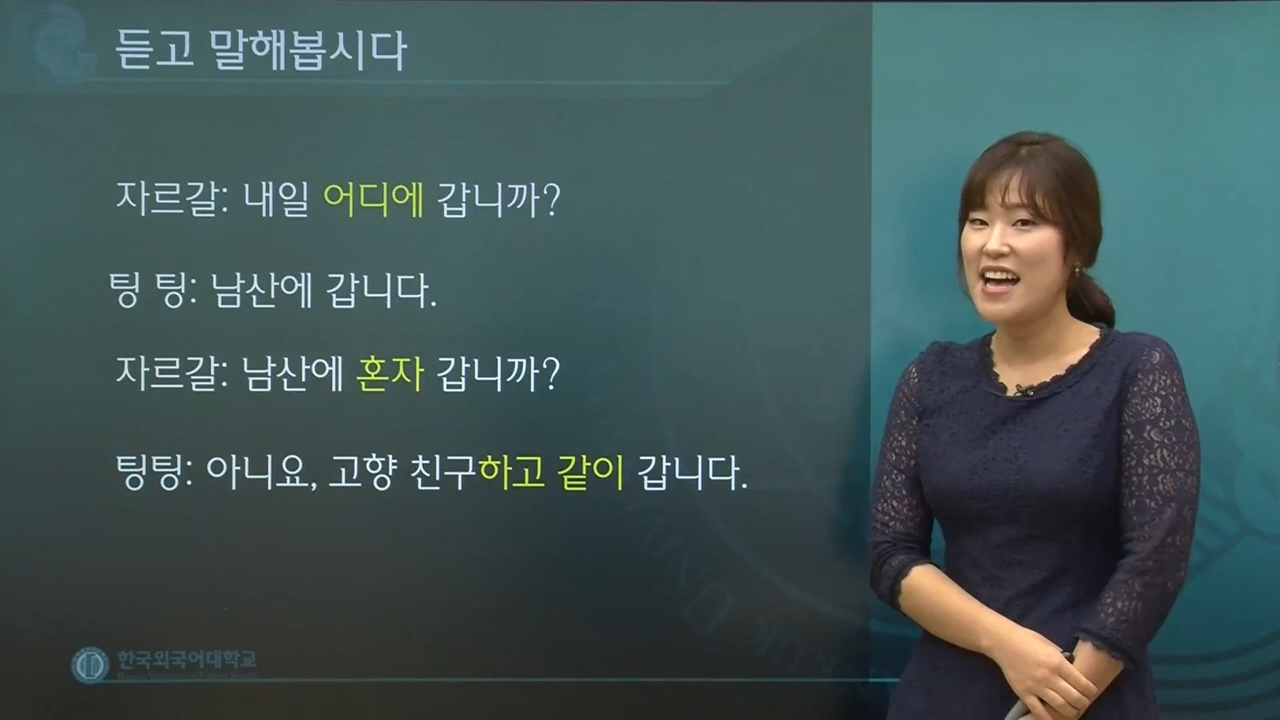 듣고 말해봅시다
자르갈: 내일 어디에 갑니까?
팅 팅: 남산에 갑니다.
자르갈: 남산에 혼자 갑니까?
팅팅: 아니요, 고향 친구하고 같이 갑니다.
한국외국어대학교